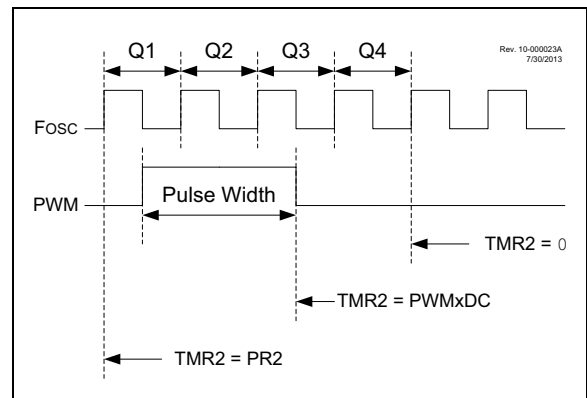 Q1 Q2 Q3 Q4
Rev. 10-000023A
7/30/2013
FOSC
Pulse Width
PWM
TMR2 = 0
TMR2 = PWMxDC
TMR2 = PR2